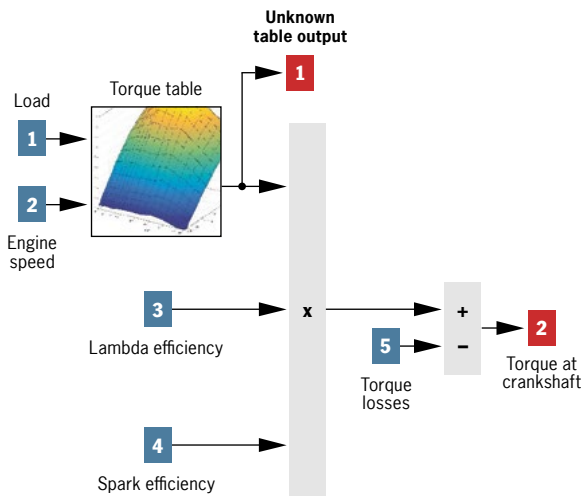 Unknown
table output
1
Torque table
Load
1
2
Engine
speed
3
Lambda efficiency
x
+
5
–
2
Torque
losses
Torque at
crankshaft
4
Spark efficiency